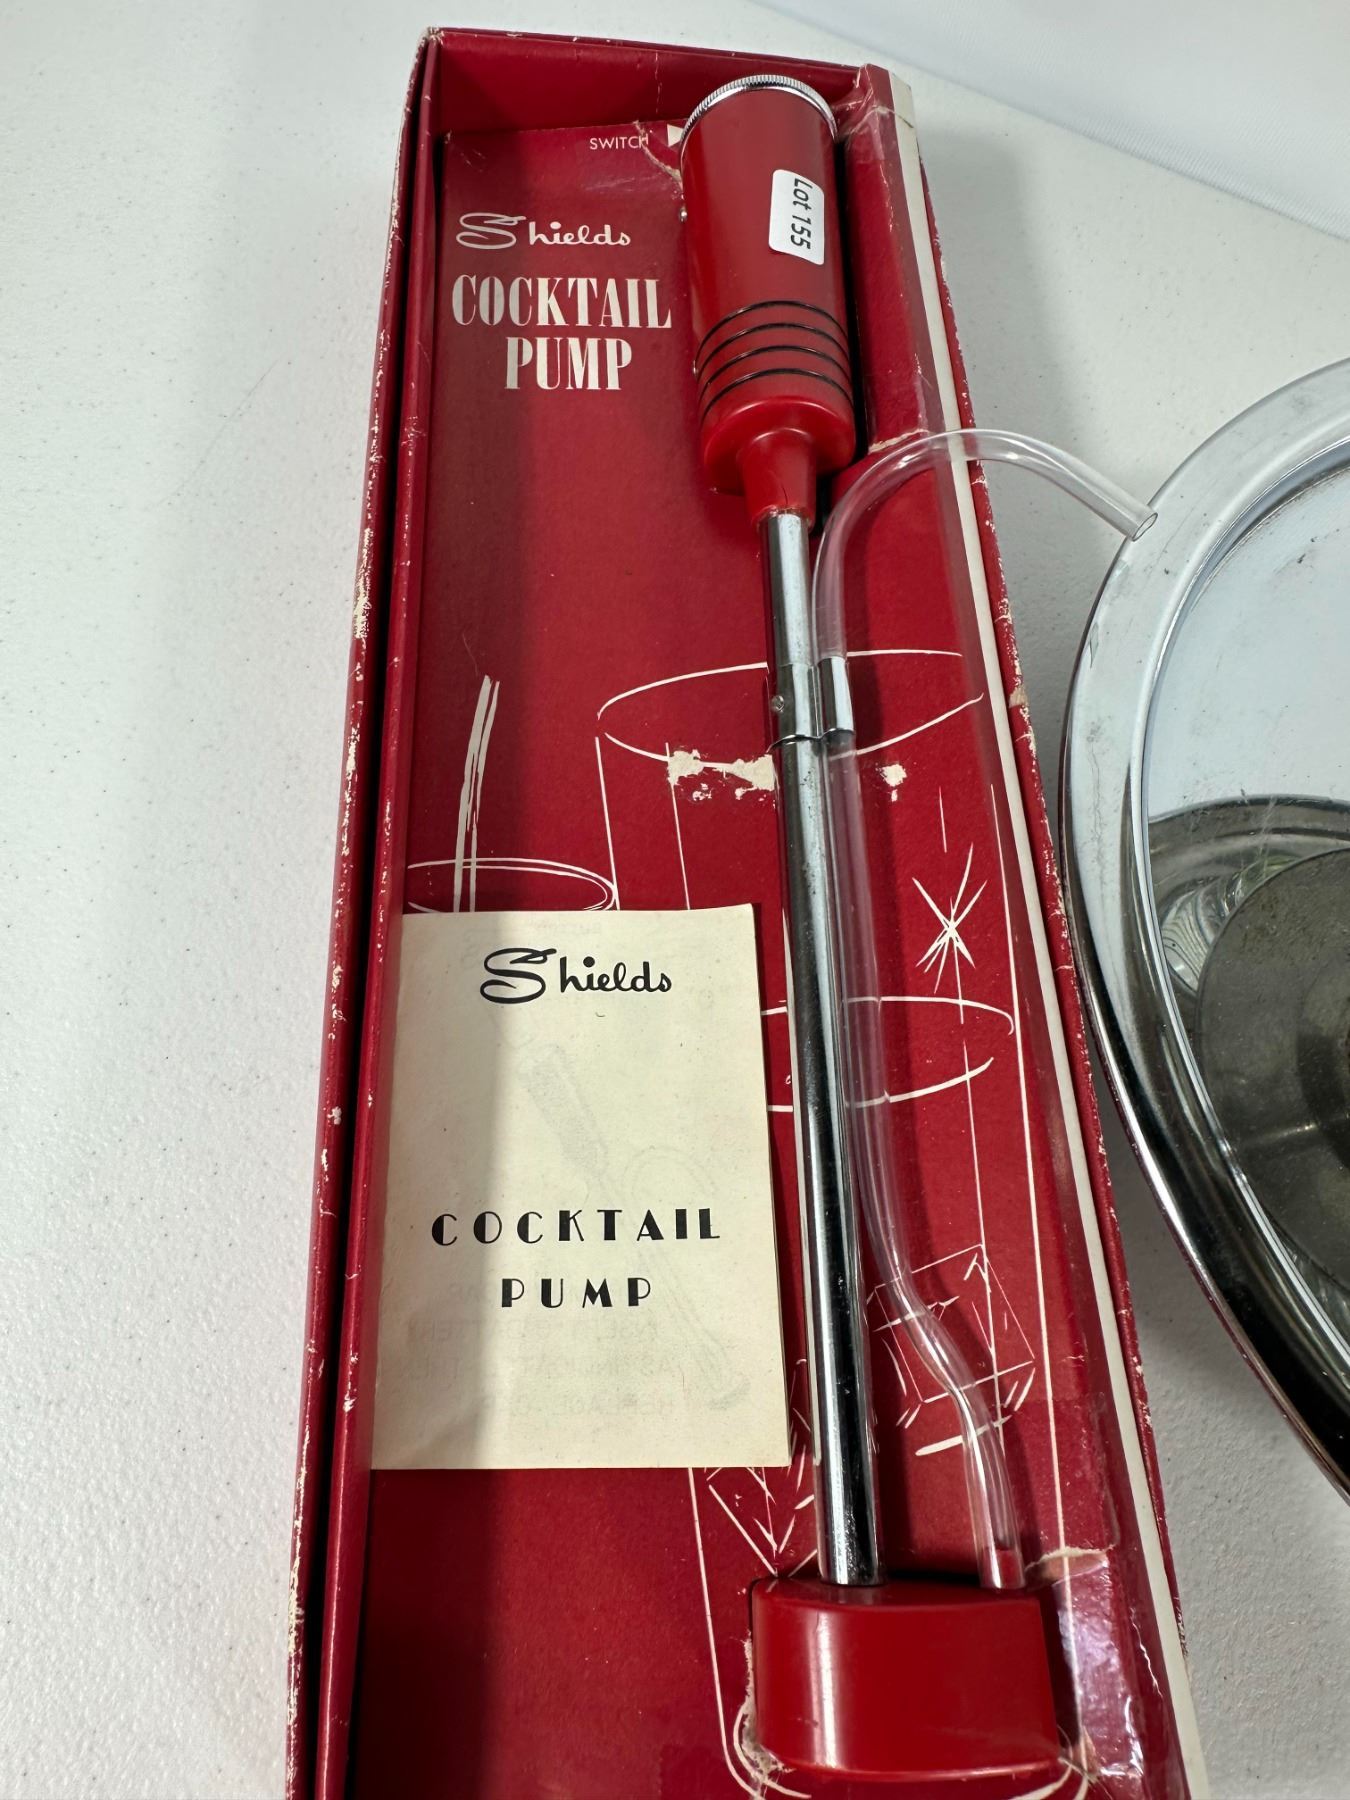 SWITCH
Lot 155
Shields
COCKTAIL
PUMP
Shields
COCKTAIL
PUMP